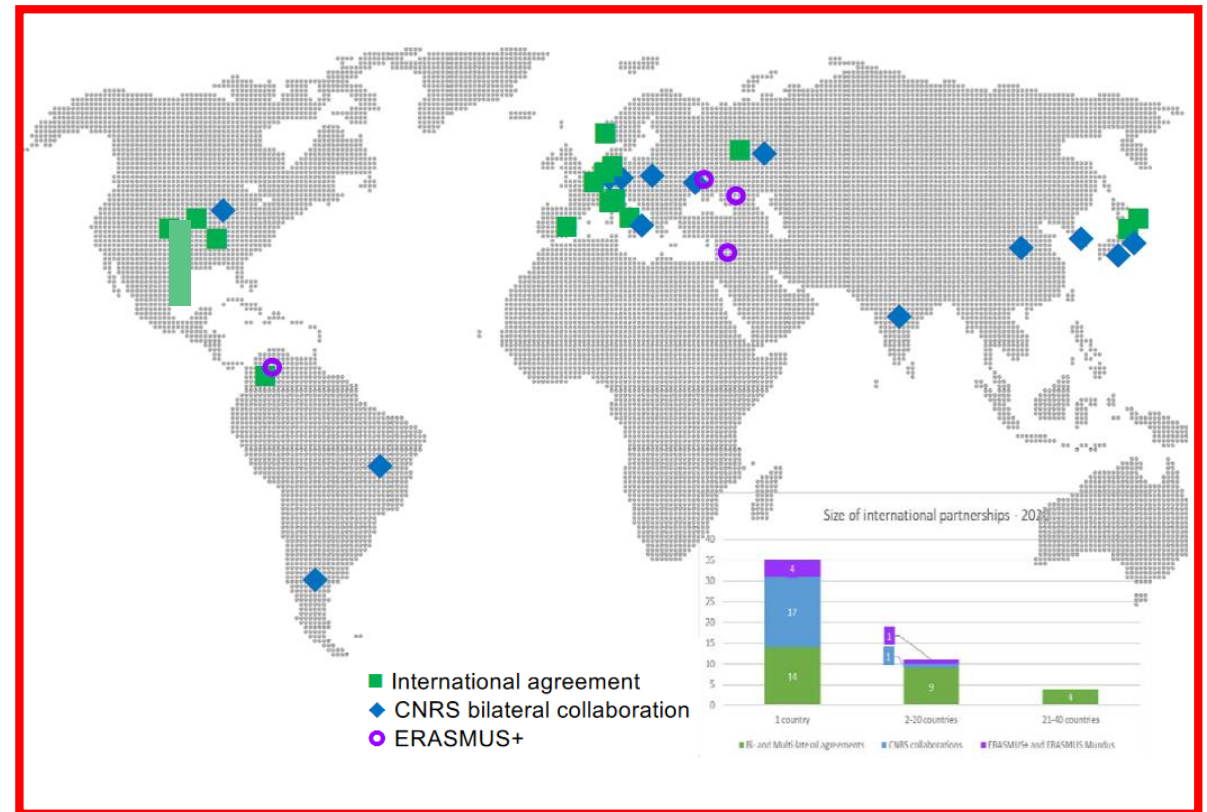 Size of international partnerships - 202
40
35
30
25
20
15
10
5
0
4
17
14
1
1
9
4
1 country
2-20 countries
21-40 countries
Bi- and Multi-lateral agreements
CNRS collaborations
ERASMUS+ and ERASMUS Mundus
International agreement
CNRS bilateral collaboration
ERASMUS+